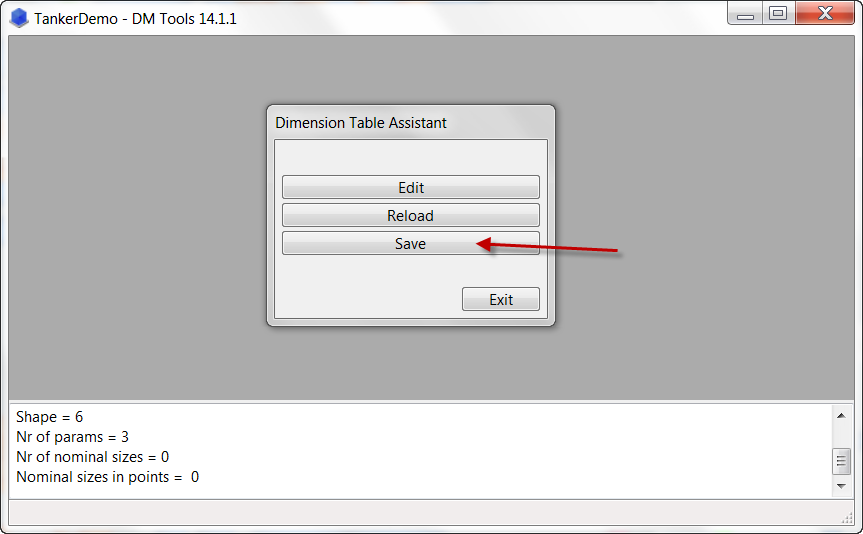 TankerDemo - DM Tools 14.1.1
Dimension Table Assistant
Edit
Reload
Save
Exit
Shape = 6
Nr of params = 3
Nr of nominal sizes = 0
Nominal sizes in points =  0